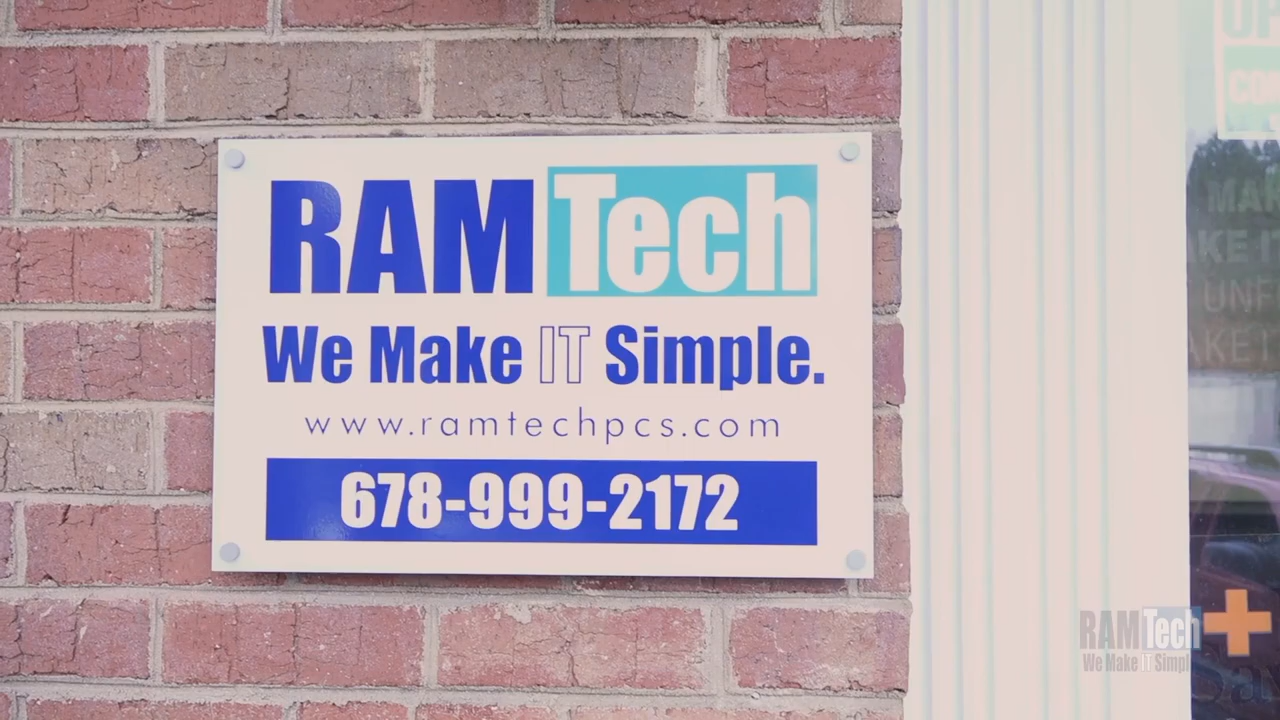 RAMTech
We Make IT Simple.
www.ramtechpcs.com
678-999-2172
RAMTech
We Make IT Simpl